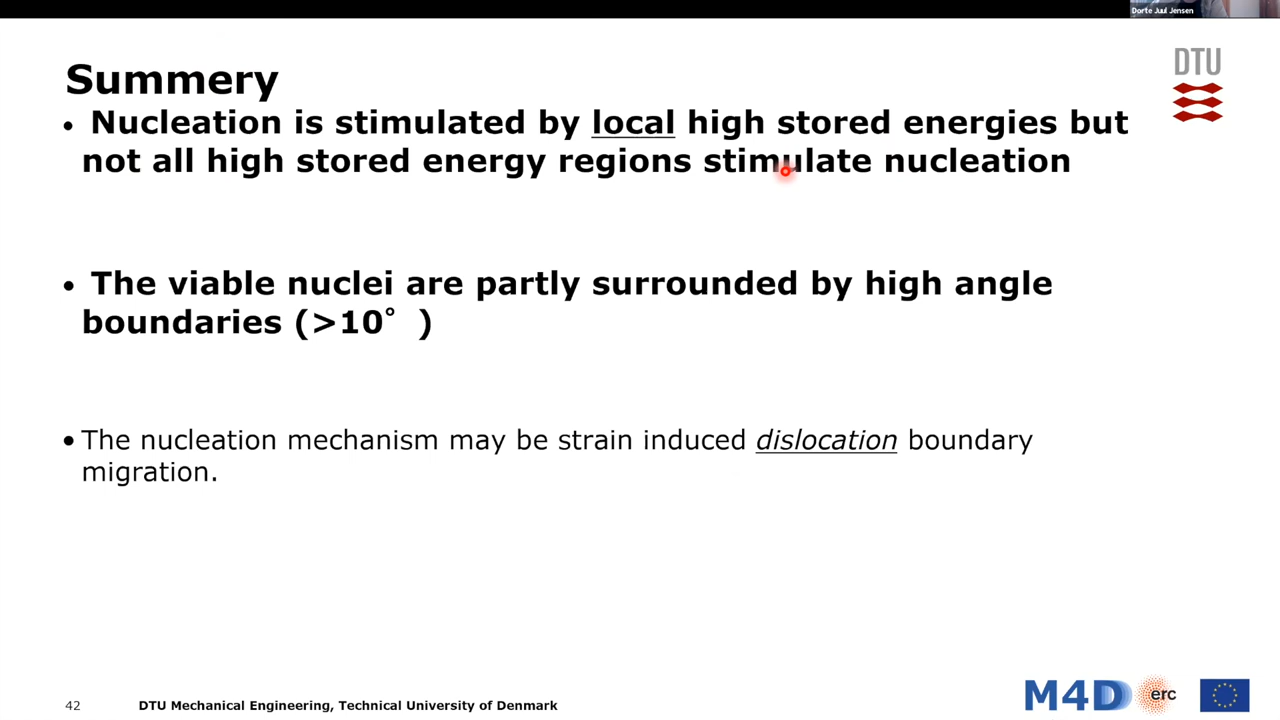 Dorte Juul Jensen
DTU
Summery
• Nucleation is stimulated by local high stored energies but
not all high stored energy regions stimulate nucleation
• The viable nuclei are partly surrounded by high angle
boundaries (>10° )
• The nucleation mechanism may be strain induced dislocation boundary
migration.
42 DTU Mechanical Engineering, Technical University of Denmark
M4D erc